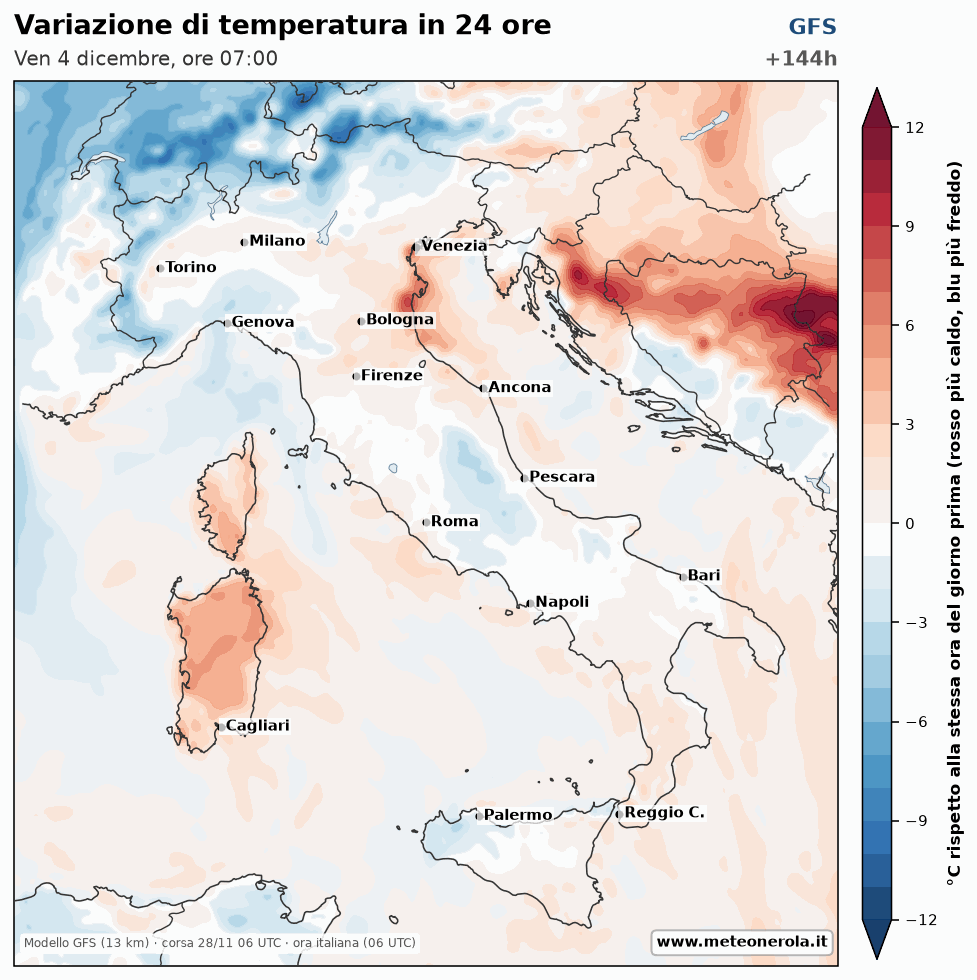 Variazione di temperatura in 24 ore
GFS
Ven 4 dicembre, ore 07:00
+144h
Milano
Venezia
Torino
Genova
Bologna
Firenze
Ancona
Pescara
Roma
Bari
Napoli
Cagliari
Palermo
Reggio C.
12
9
6
3
0
−3
−6
−9
−12
°C rispetto alla stessa ora del giorno prima (rosso più caldo, blu più freddo)
Modello GFS (13 km) · corsa 28/11 06 UTC · ora italiana (06 UTC)
www.meteonerola.it